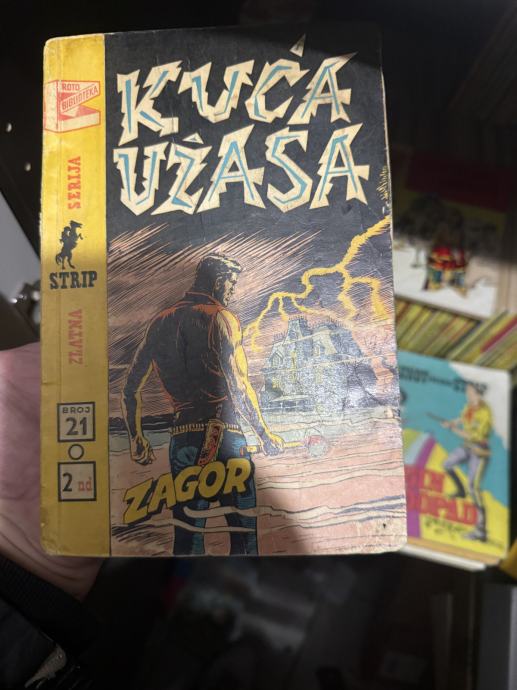 ROTO
BIBLIOTEKA
ZLATNA
STRIP
SERIJA
BROJ
21
2 nd
KUĆA
UŽASA
ZAGOR